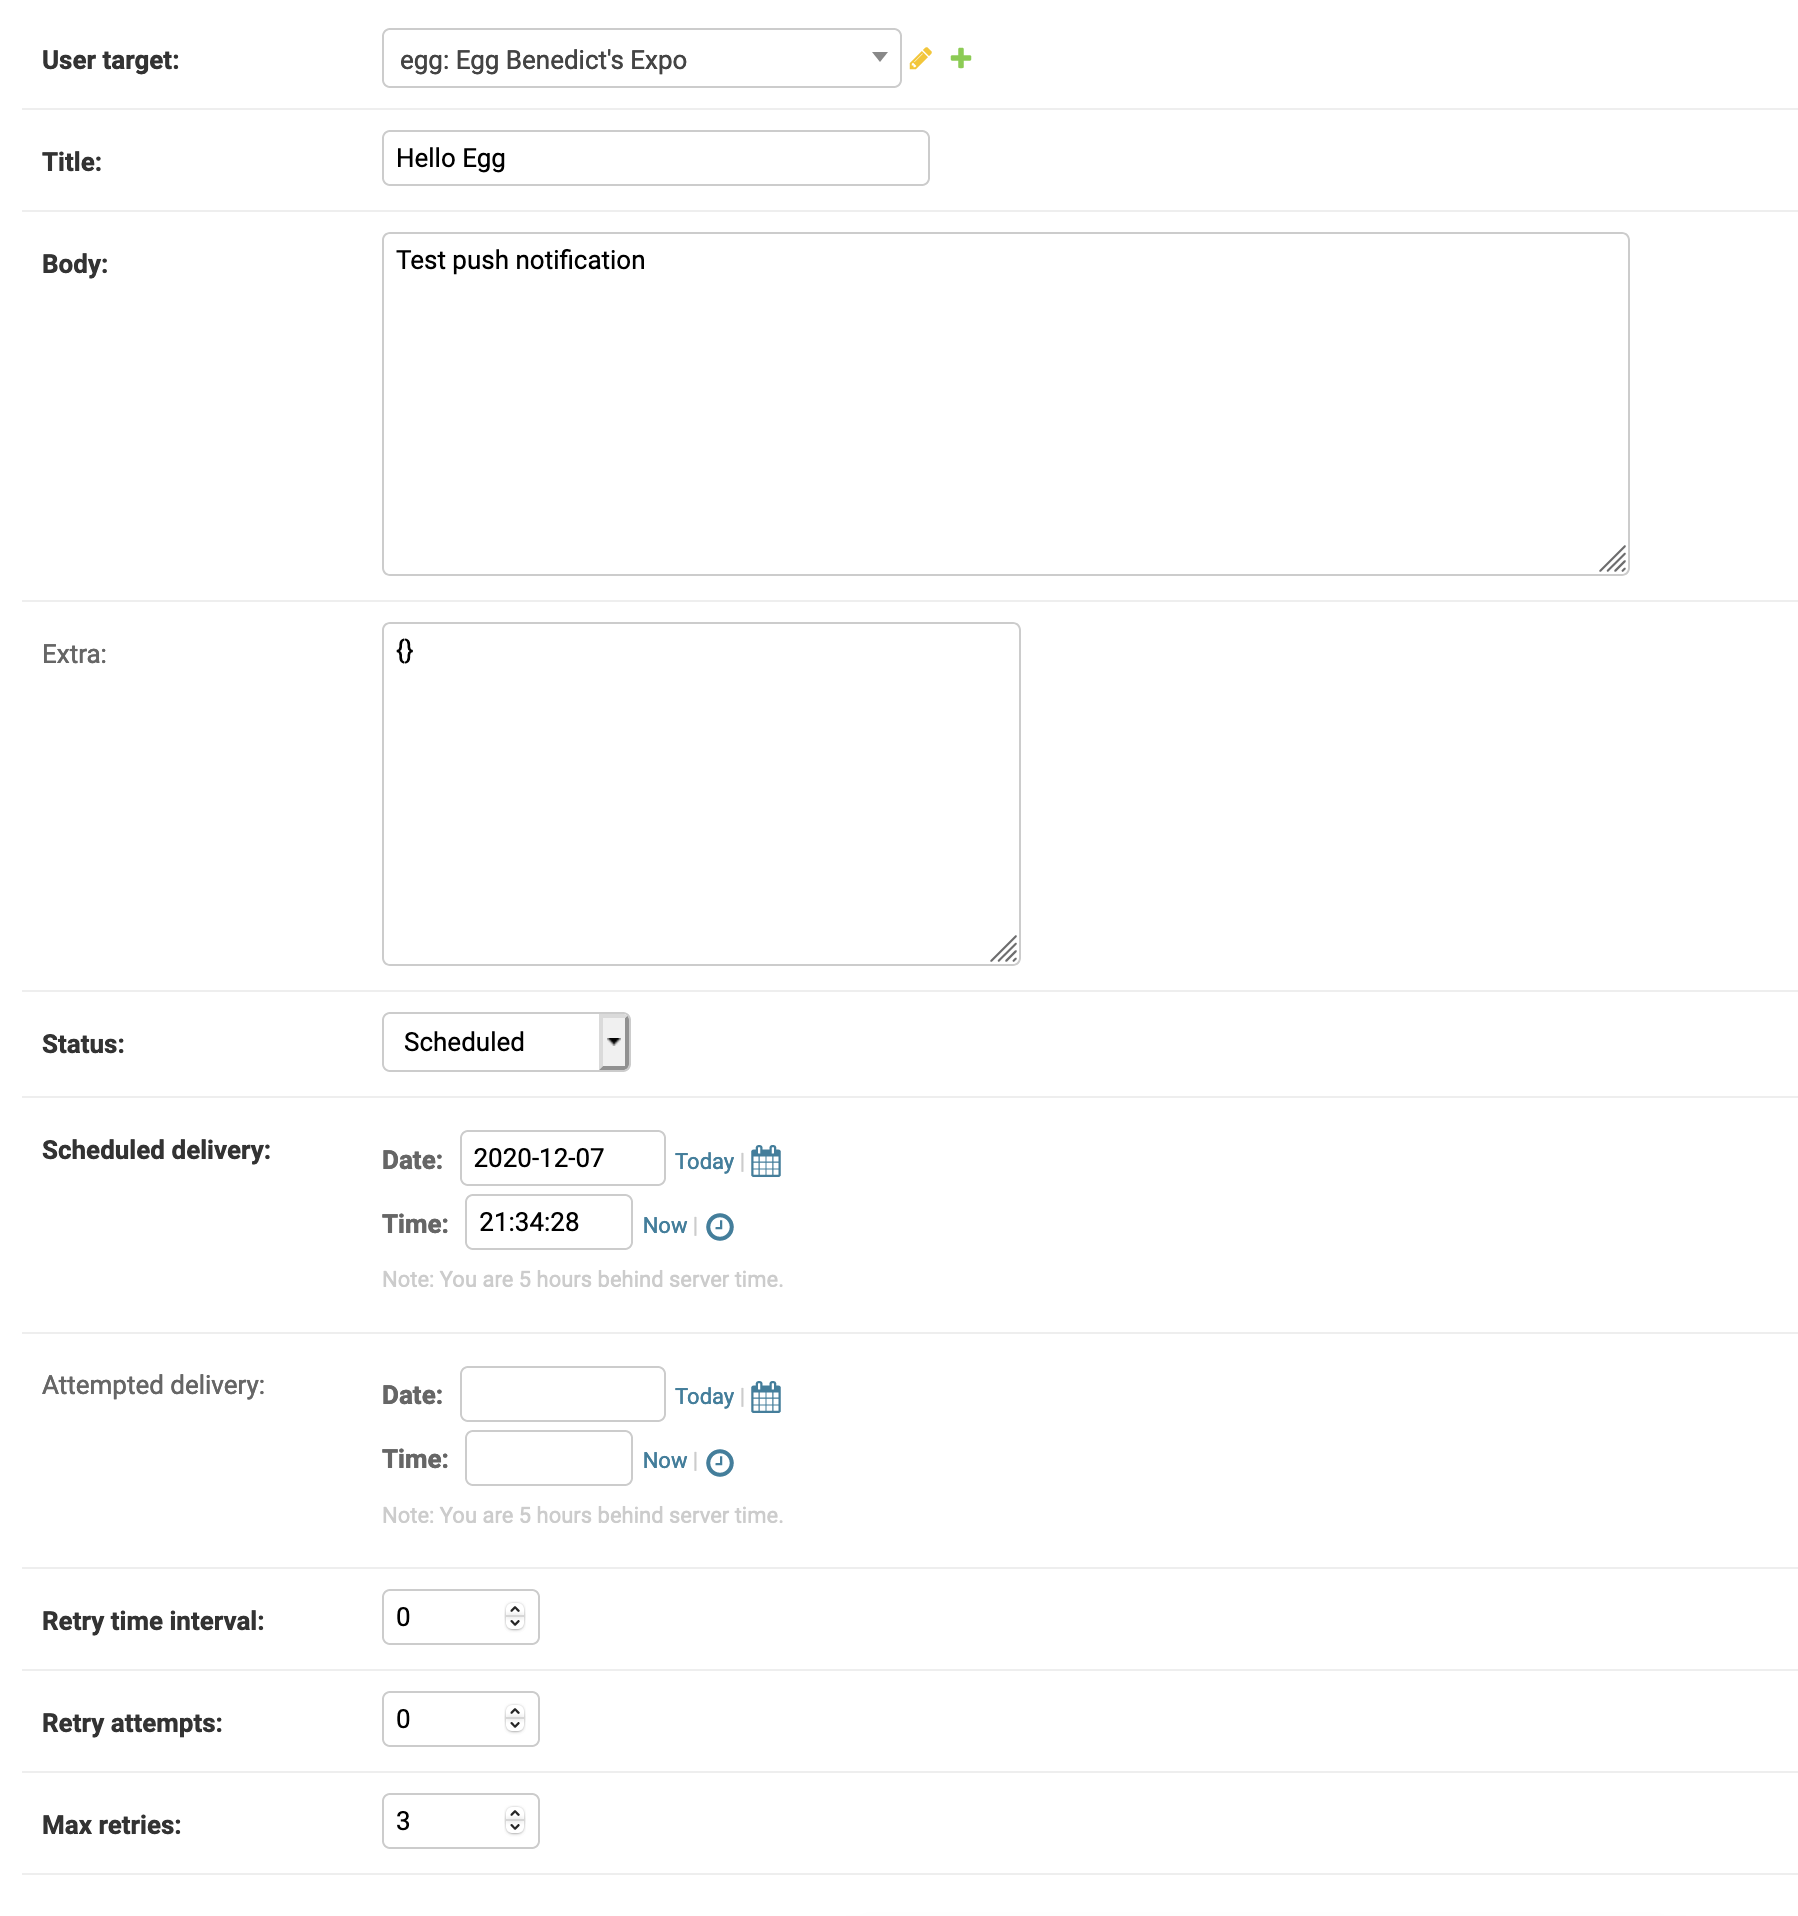 User target: egg: Egg Benedict's Expo
Title: Hello Egg
Body: Test push notification
Extra: {}
Status: Scheduled
Scheduled delivery: Date: 2020-12-07 Today |
Time: 21:34:28 Now |
Note: You are 5 hours behind server time.
Attempted delivery: Date: Today |
Time: Now |
Note: You are 5 hours behind server time.
Retry time interval: 0
Retry attempts: 0
Max retries: 3